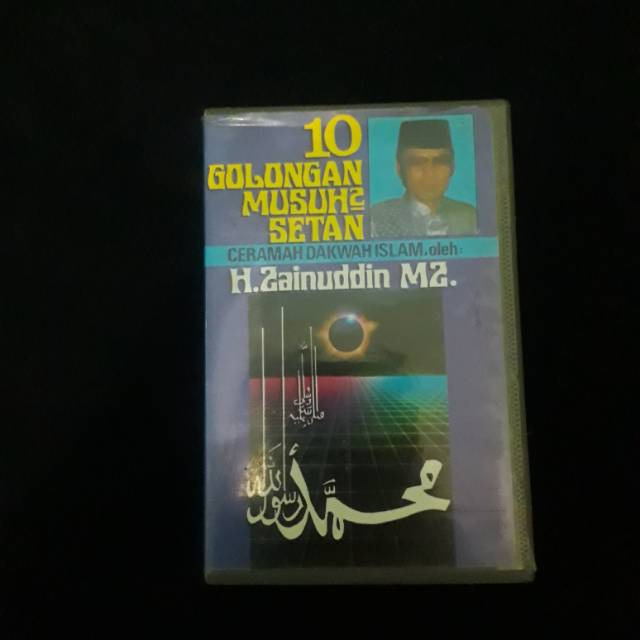 10
GOLONGAN
MUSUH2
SETAN
CERAMAH DAKWAH ISLAM.oleh:
H.Zainuddin MZ.
محمد
رسول الله